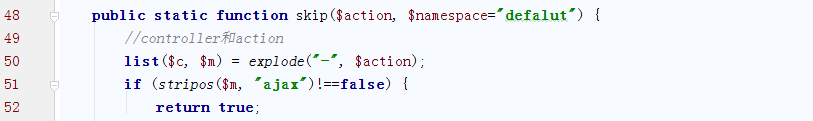 48 public static function skip($action, $namespace="defalut") {
49 //controller和action
50 list($c, $m) = explode("-", $action);
51 if (stripos($m, "ajax")!==false) {
52 return true;